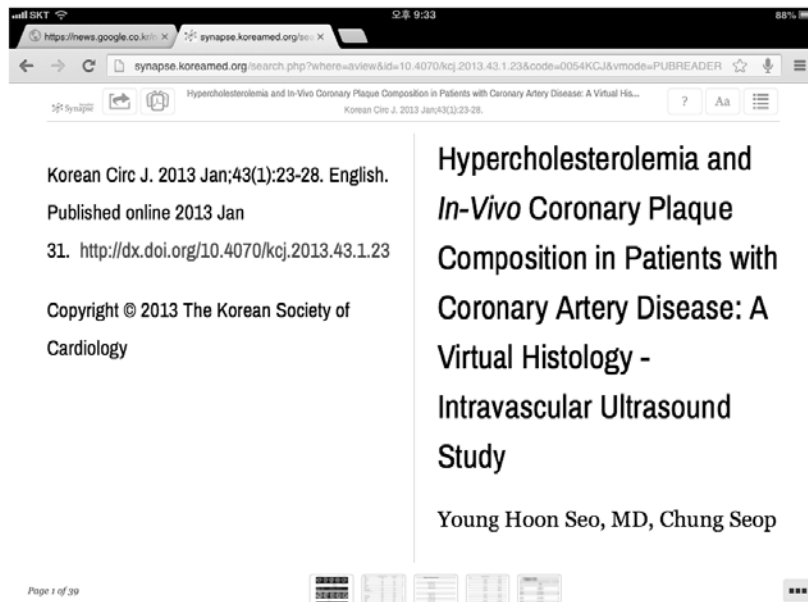 SKT 오후 9:33 88%
https://news.google.co.kr/ × synapse.koreamed.org/sea ×
synapse.koreamed.org/search.php?where=aview&id=10.4070/kcj.2013.43.1.23&code=0054KCJ&vmode=PUBREADER
Synapse Hypercholesterolemia and In-Vivo Coronary Plaque Composition in Patients with Coronary Artery Disease: A Virtual His... ? Aa
Korean Circ J. 2013 Jan;43(1):23-28.
Korean Circ J. 2013 Jan;43(1):23-28. English.
Published online 2013 Jan
31. http://dx.doi.org/10.4070/kcj.2013.43.1.23
Copyright © 2013 The Korean Society of
Cardiology
Hypercholesterolemia and
In-Vivo Coronary Plaque
Composition in Patients with
Coronary Artery Disease: A
Virtual Histology -
Intravascular Ultrasound
Study
Young Hoon Seo, MD, Chung Seop
Page 1 of 39